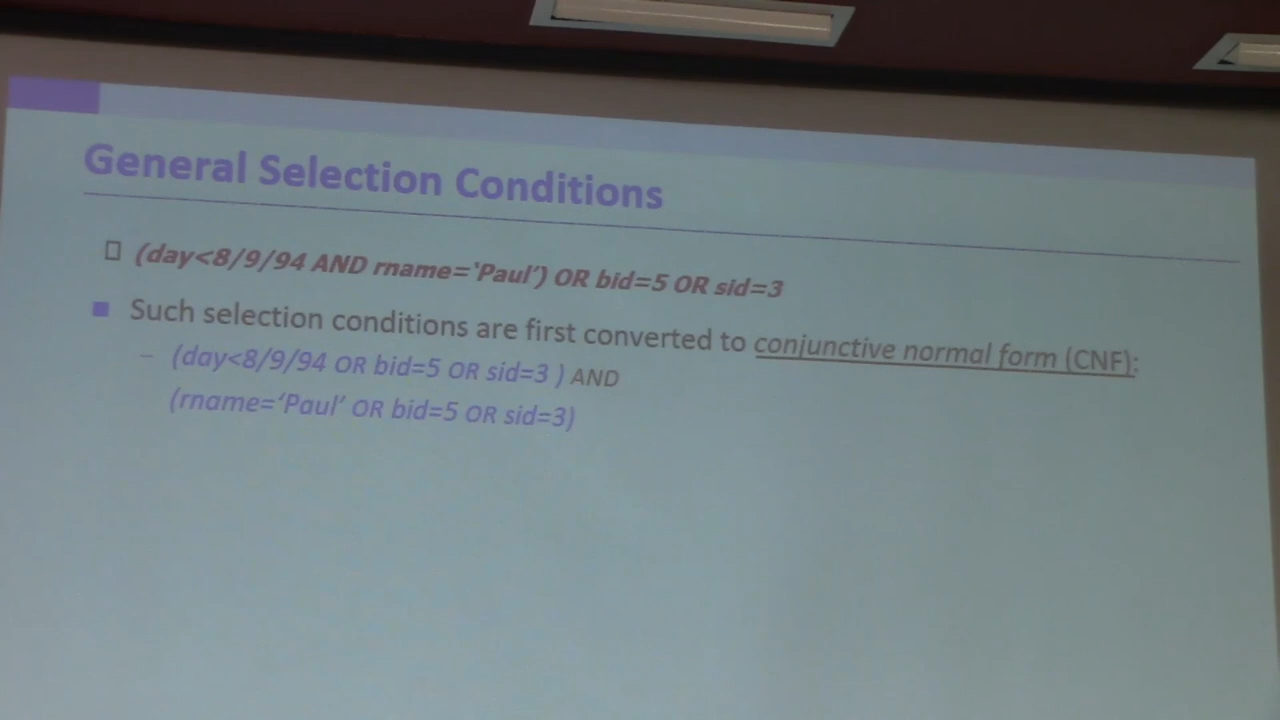 General Selection Conditions
(day<8/9/94 AND rname=‘Paul’) OR bid=5 OR sid=3
Such selection conditions are first converted to conjunctive normal form (CNF):
– (day<8/9/94 OR bid=5 OR sid=3 ) AND
(rname=‘Paul’ OR bid=5 OR sid=3)